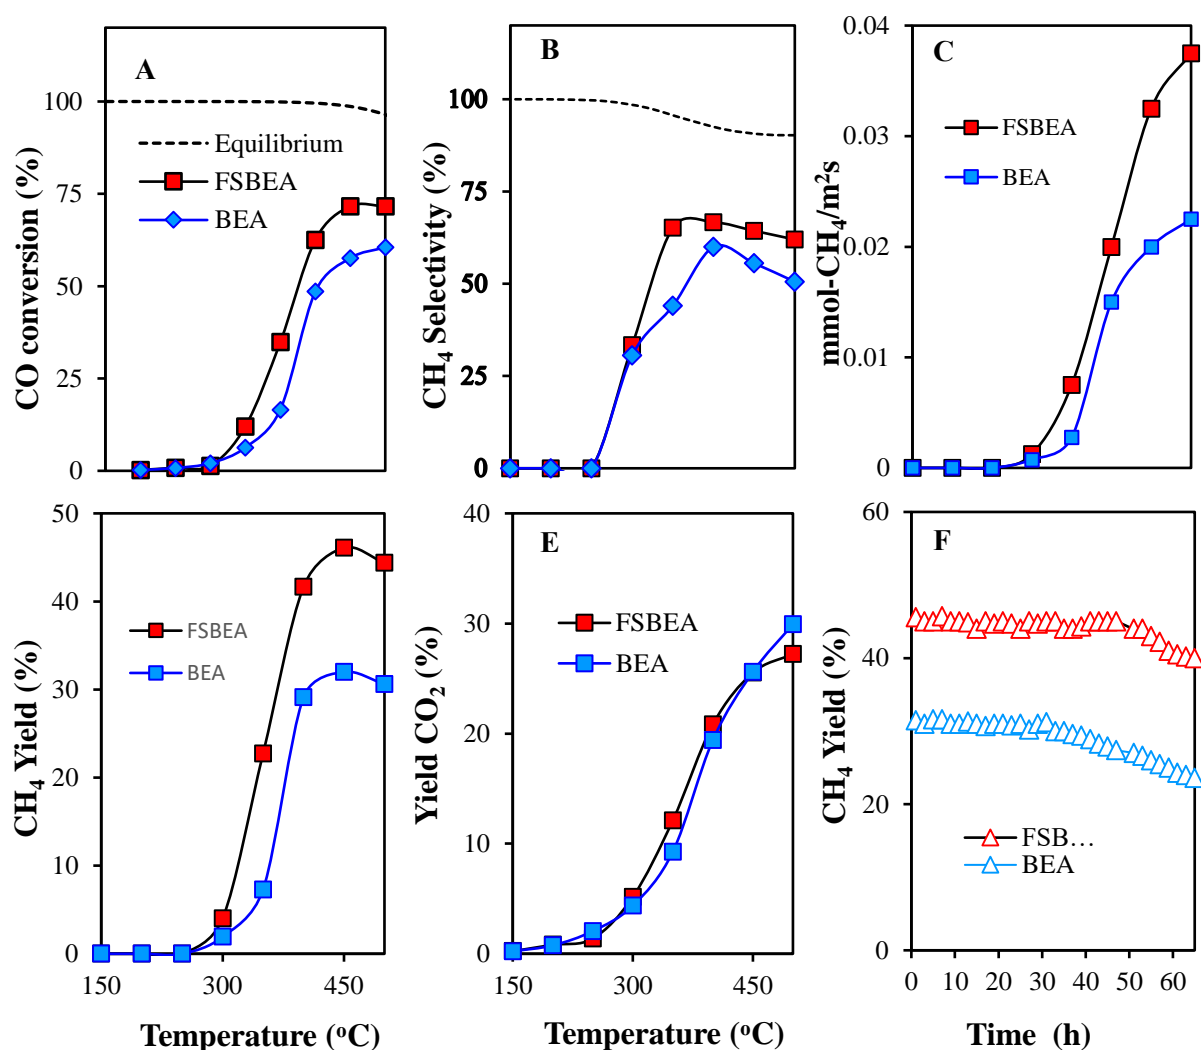 A
CO conversion (%)
100
75
50
25
0
Equilibrium
FSBEA
BEA
B
CH4 Selectivity (%)
100
75
50
25
0
C
mmol-CH4/m2s
0.04
0.03
0.02
0.01
0
FSBEA
BEA
CH4 Yield (%)
50
40
30
20
10
0
FSBEA
BEA
150
300
450
Temperature (oC)
E
Yield CO2 (%)
40
30
20
10
0
FSBEA
BEA
150
300
450
Temperature (oC)
F
CH4 Yield (%)
60
40
20
0
FSB…
BEA
0 10 20 30 40 50 60
Time (h)